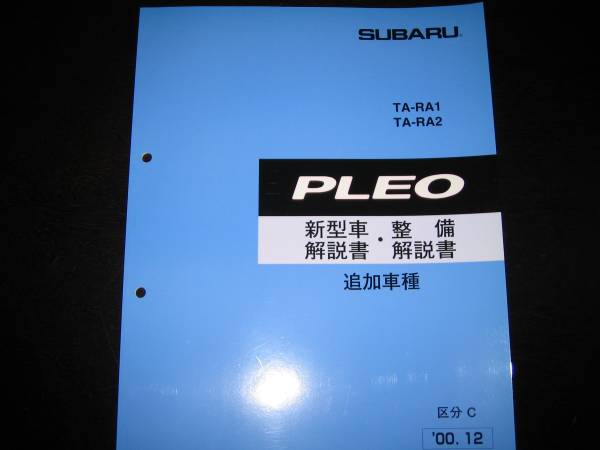 SUBARU
TA-RA1
TA-RA2
PLEO
新型車・整備
解説書 解説書
追加車種
区分 C
'00.12